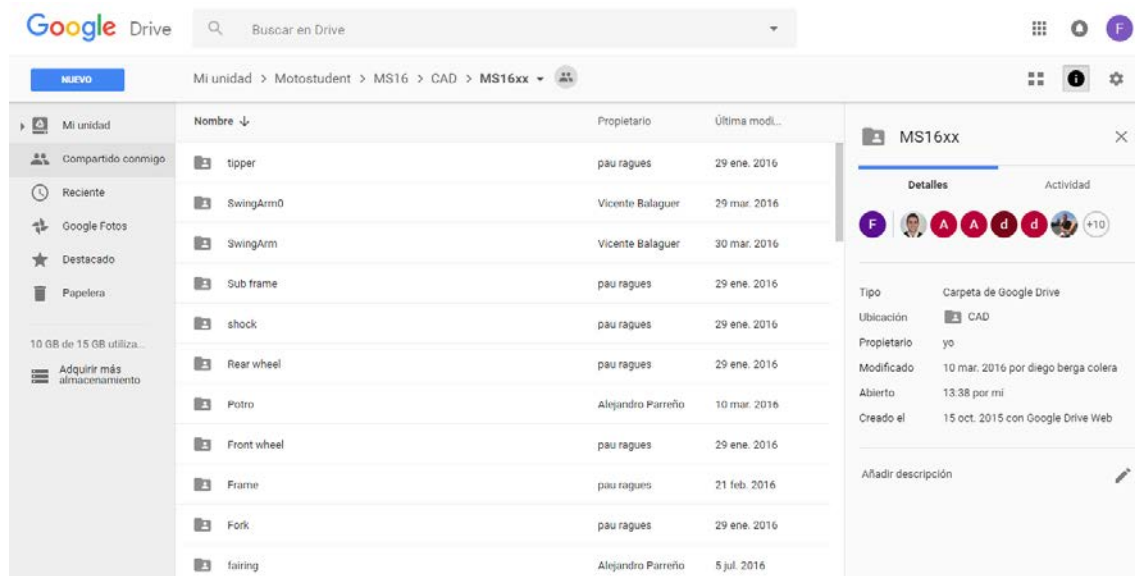 Google Drive
Buscar en Drive
F
NUEVO
Mi unidad > Motostudent > MS16 > CAD > MS16xx
Mi unidad
Compartido conmigo
Reciente
Google Fotos
Destacado
Papelera
10 GB de 15 GB utiliza...
Adquirir más
almacenamiento
Nombre Propietario Última modi...
tipper pau ragues 29 ene. 2016
SwingArm0 Vicente Balaguer 29 mar. 2016
SwingArm Vicente Balaguer 30 mar. 2016
Sub frame pau ragues 29 ene. 2016
shock pau ragues 29 ene. 2016
Rear wheel pau ragues 29 ene. 2016
Potro Alejandro Parreño 10 mar. 2016
Front wheel pau ragues 29 ene. 2016
Frame pau ragues 21 feb. 2016
Fork pau ragues 29 ene. 2016
fairing Alejandro Parreño 5 jul. 2016
MS16xx
Detalles Actividad
F A A d d +10
Tipo Carpeta de Google Drive
Ubicación CAD
Propietario yo
Modificado 10 mar. 2016 por diego berga colera
Abierto 13:38 por mi
Creado el 15 oct. 2015 con Google Drive Web
Añadir descripción